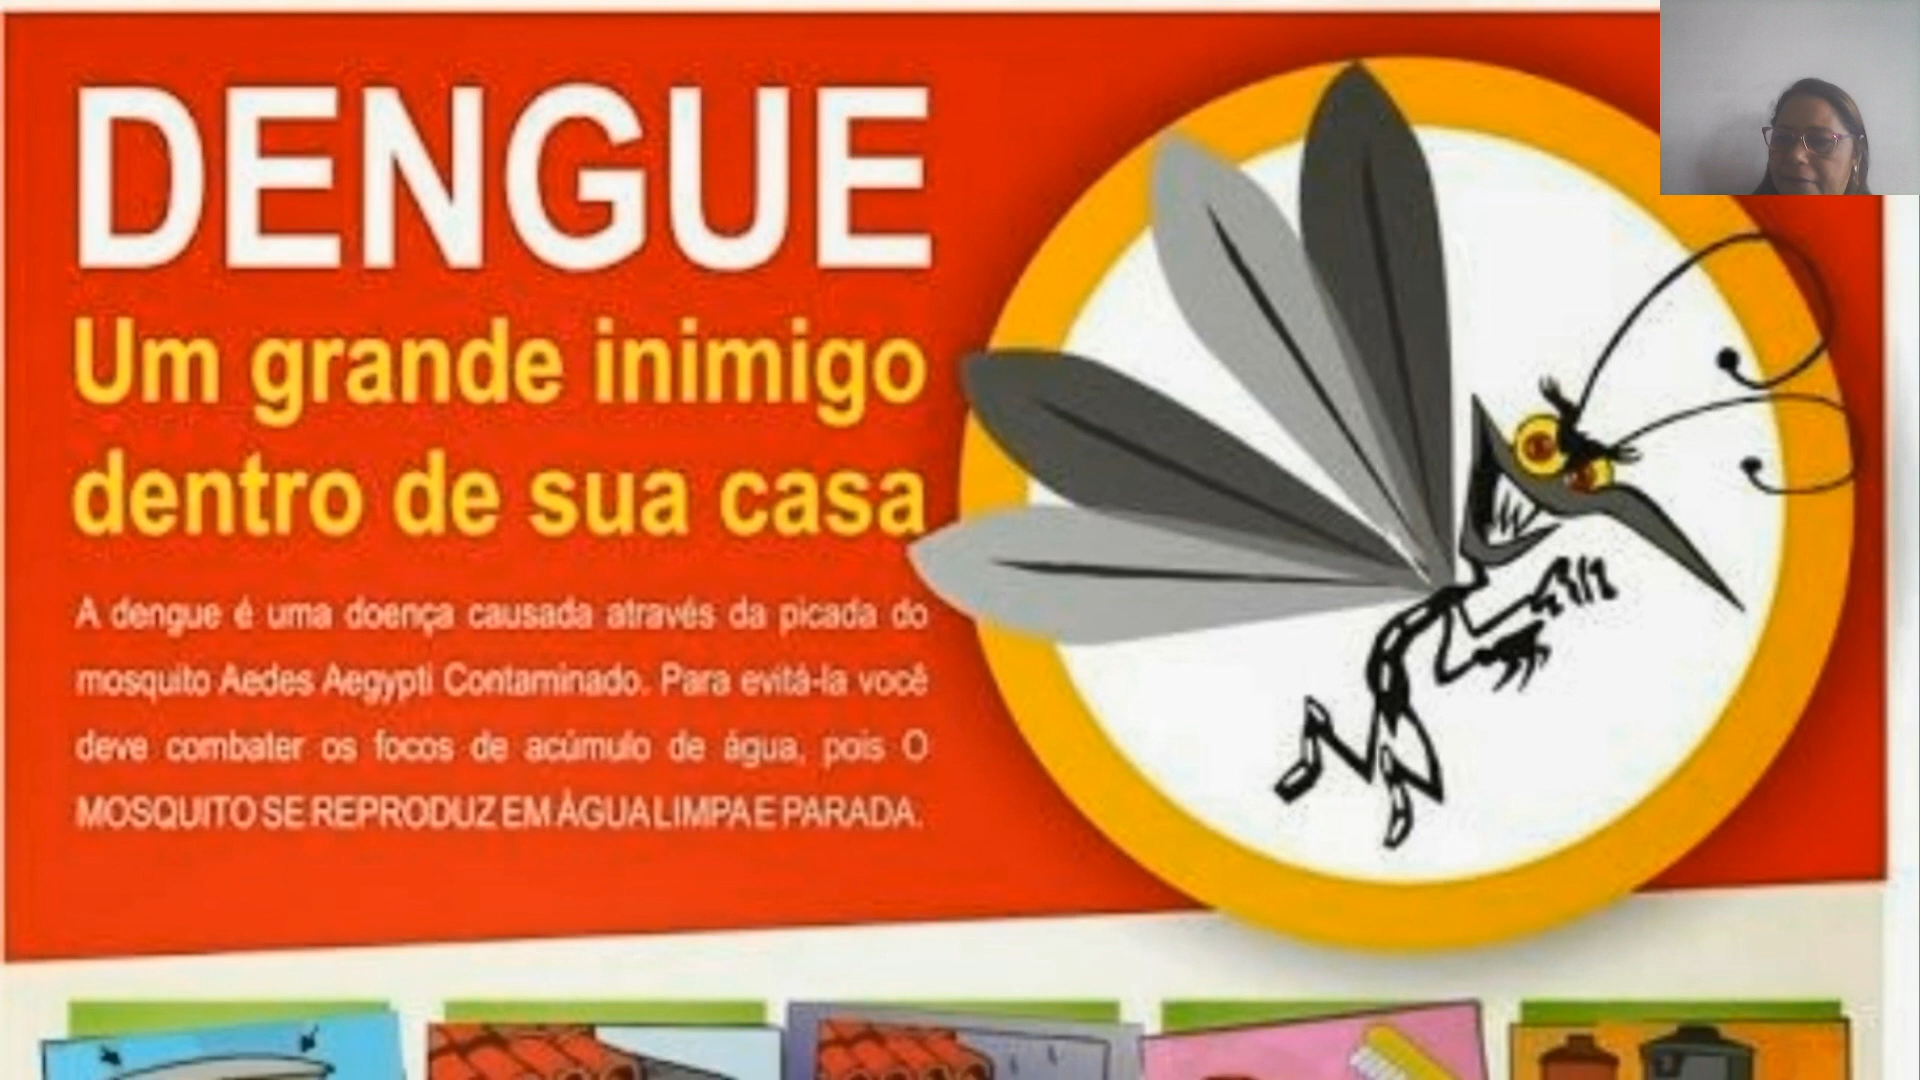 DENGUE
Um grande inimigo
dentro de sua casa
A dengue é uma doença causada através da picada do
mosquito Aedes Aegypti Contaminado. Para evitá-la você
deve combater os focos de acúmulo de água, pois O
MOSQUITO SE REPRODUZ EM ÀGUA LIMPA E PARADA.